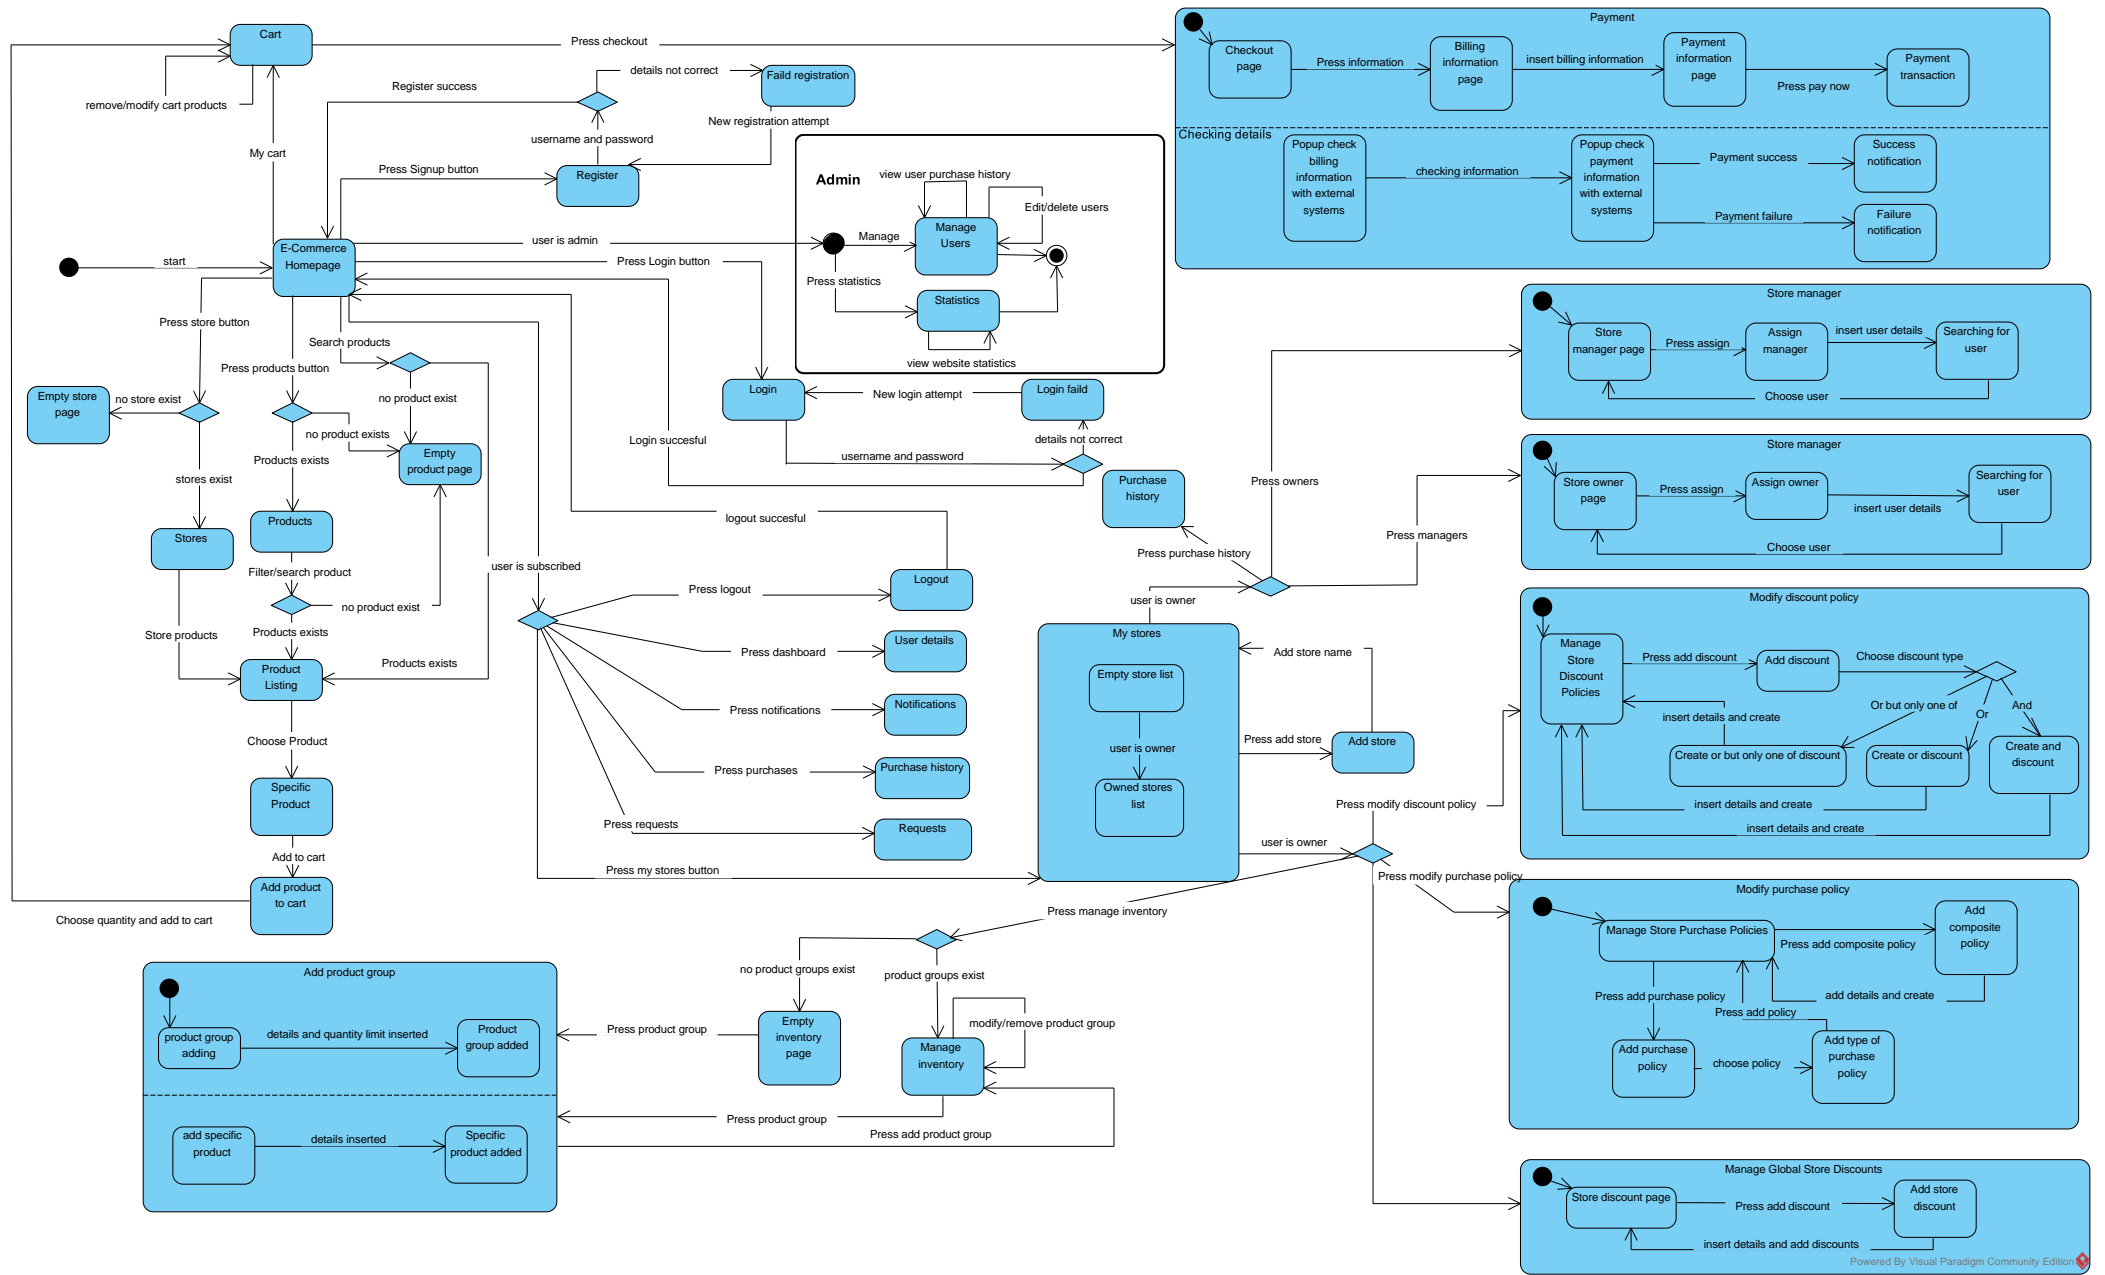 Cart
Press checkout
remove/modify cart products
Register success
details not correct
Faild registration
New registration attempt
username and password
My cart
Press Signup button
Register
Payment
Checkout
page
Press information
Billing
information
page
insert billing information
Payment
information
page
Press pay now
Payment
transaction
Checking details
Popup check
billing
information
with external
systems
checking information
Popup check
payment
information
with external
systems
Payment success
Success
notification
Payment failure
Failure
notification
Admin
view user purchase history
Edit/delete users
Manage
Manage
Users
Press statistics
Statistics
view website statistics
start
E-Commerce
Homepage
user is admin
Press Login button
Press store button
Search products
Press products button
Empty store
page
no store exist
no product exist
no product exists
Empty
product page
Products exists
stores exist
Products
Stores
Filter/search product
no product exist
Store products
Products exists
Products exists
Product
Listing
Choose Product
Specific
Product
Add to cart
Add product
to cart
Choose quantity and add to cart
Login
New login attempt
Login faild
Login succesful
details not correct
username and password
logout succesful
user is subscribed
Press logout
Logout
Press dashboard
User details
Press notifications
Notifications
Press purchases
Purchase history
Press requests
Requests
Press my stores button
Purchase
history
Press purchase history
Press owners
Press managers
user is owner
My stores
Empty store list
user is owner
Owned stores
list
Add store name
Press add store
Add store
Press modify discount policy
user is owner
Press modify purchase policy
Press manage inventory
Store manager
Store
manager page
Press assign
Assign
manager
insert user details
Searching for
user
Choose user
Store manager
Store owner
page
Press assign
Assign owner
insert user details
Searching for
user
Choose user
Modify discount policy
Manage
Store
Discount
Policies
Press add discount
Add discount
Choose discount type
Or but only one of
Or
And
insert details and create
Create or but only one of discount
Create or discount
Create and
discount
insert details and create
insert details and create
Modify purchase policy
Manage Store Purchase Policies
Press add composite policy
Add
composite
policy
Press add purchase policy
add details and create
Press add policy
Add purchase
policy
choose policy
Add type of
purchase
policy
Manage Global Store Discounts
Store discount page
Press add discount
Add store
discount
insert details and add discounts
no product groups exist
product groups exist
Empty
inventory
page
modify/remove product group
Manage
inventory
Press product group
Press product group
Press add product group
Add product group
product group
adding
details and quantity limit inserted
Product
group added
add specific
product
details inserted
Specific
product added
Powered By Visual Paradigm Community Edition